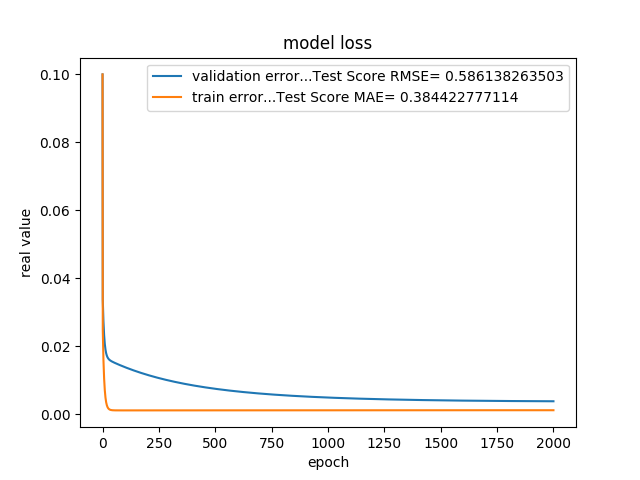 model loss
validation error...Test Score RMSE= 0.586138263503
train error...Test Score MAE= 0.384422777114
0.10
0.08
0.06
0.04
0.02
0.00
real value
0 250 500 750 1000 1250 1500 1750 2000
epoch